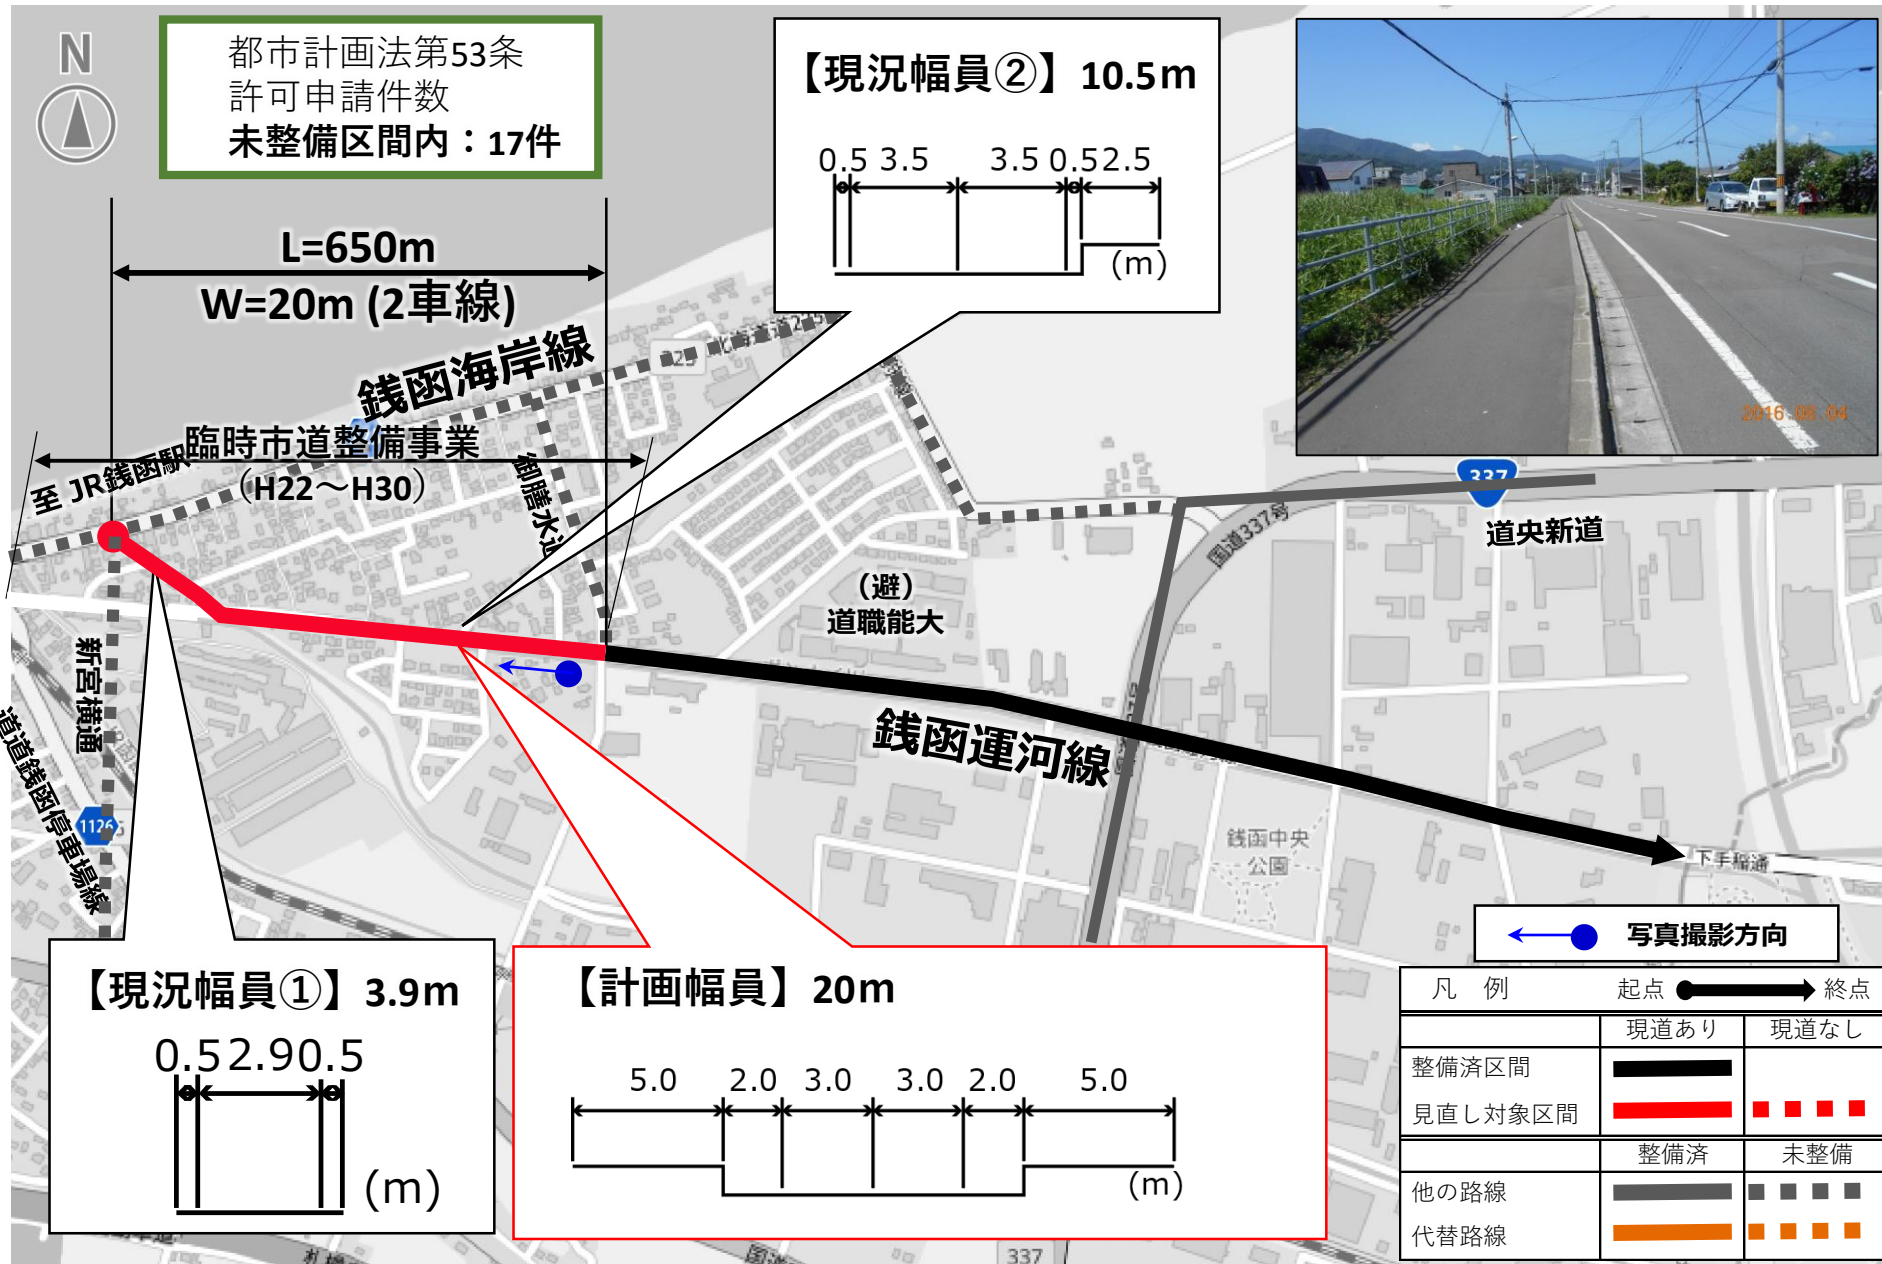 N
都市計画法第53条
許可申請件数
未整備区間内：17件
【現況幅員②】10.5m
0.5 3.5 3.5 0.5 2.5
(m)
2016.08.04
L=650m
W=20m (2車線)
銭函海岸線
臨時市道整備事業
（H22～H30）
至 JR銭函駅
御膳水通
337
道央新道
国道337号
（避）
道職能大
新宮横通
道道銭函停車場線
1126
銭函運河線
銭函中央
公園
下手稲通
写真撮影方向
【現況幅員①】3.9m
0.5 2.9 0.5
(m)
【計画幅員】20m
5.0 2.0 3.0 3.0 2.0 5.0
(m)
凡 例 起点 終点
現道あり 現道なし
整備済区間
見直し対象区間
整備済 未整備
他の路線
代替路線
337